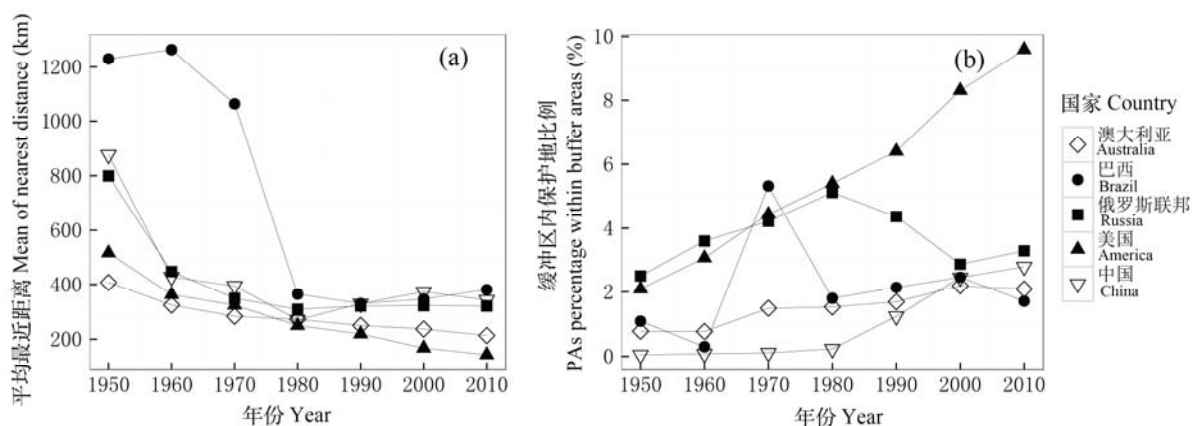 平均最近距离 Mean of nearest distance (km)
1200
1000
800
600
400
200
(a)
1950 1960 1970 1980 1990 2000 2010
年份 Year
缓冲区内保护地比例
PAs percentage within buffer areas (%)
10
8
6
4
2
0
(b)
1950 1960 1970 1980 1990 2000 2010
年份 Year
国家 Country
澳大利亚
Australia
巴西
Brazil
俄罗斯联邦
Russia
美国
America
中国
China